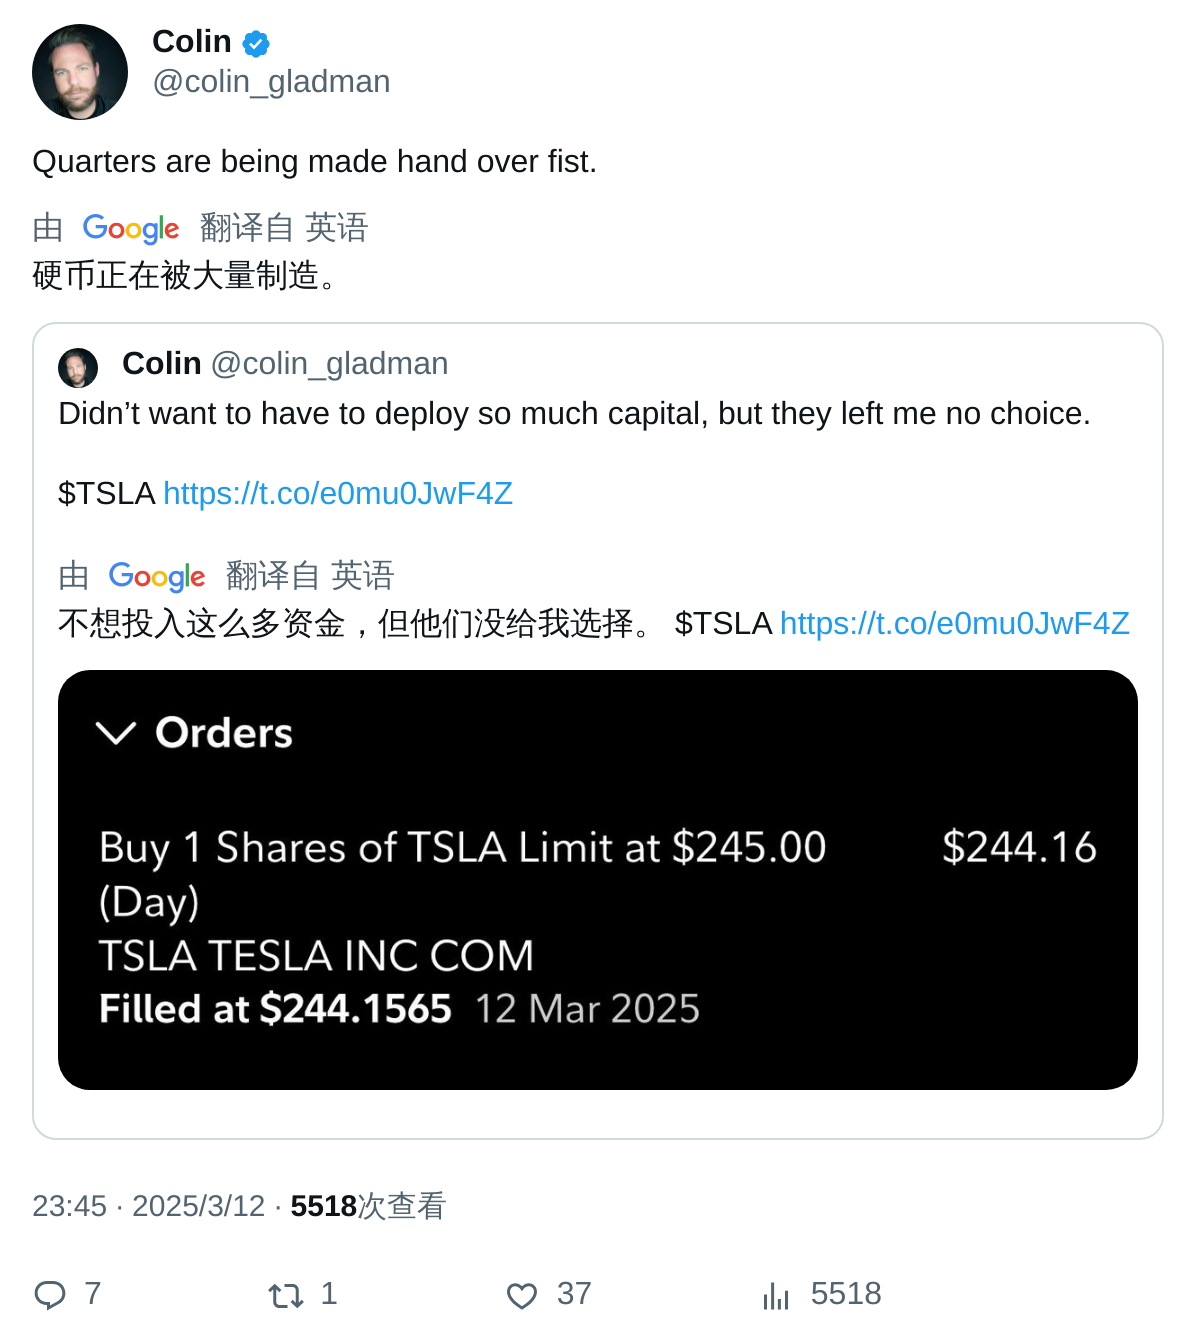 Colin
@colin_gladman
Quarters are being made hand over fist.
由 Google 翻译自 英语
硬币正在被大量制造。
Colin @colin_gladman
Didn’t want to have to deploy so much capital, but they left me no choice.
$TSLA https://t.co/e0mu0JwF4Z
由 Google 翻译自 英语
不想投入这么多资金，但他们没给我选择。 $TSLA https://t.co/e0mu0JwF4Z
Orders
Buy 1 Shares of TSLA Limit at $245.00 $244.16
(Day)
TSLA TESLA INC COM
Filled at $244.1565 12 Mar 2025
23:45 · 2025/3/12 · 5518次查看
7 1 37 5518